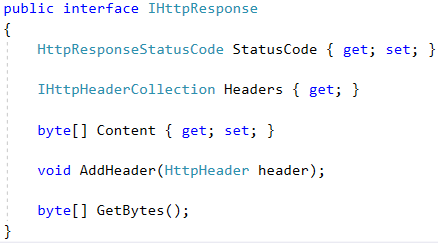 public interface IHttpResponse
{
HttpResponseStatusCode StatusCode { get; set; }
IHttpHeaderCollection Headers { get; }
byte[] Content { get; set; }
void AddHeader(HttpHeader header);
byte[] GetBytes();
}